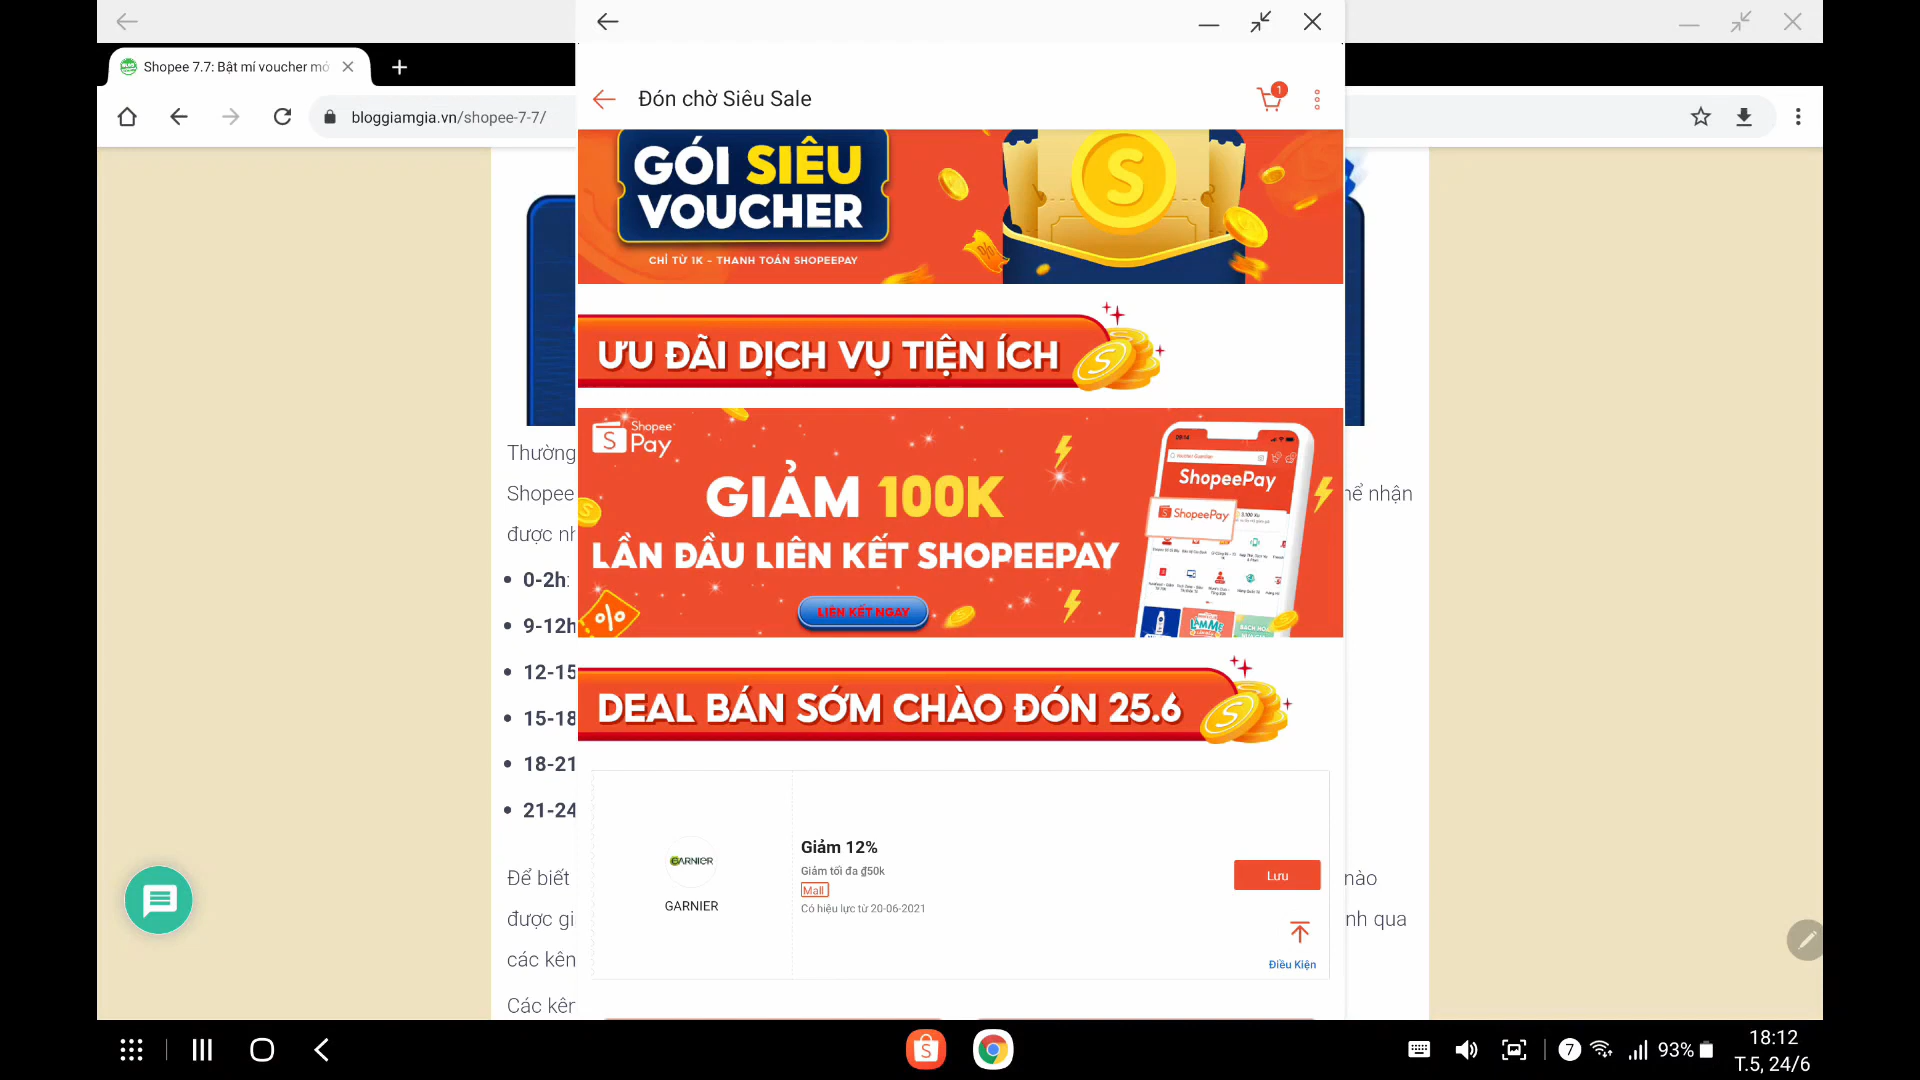 Shopee 7.7: Bật mí voucher mó
bloggiamgia.vn/shopee-7-7/
Đón chờ Siêu Sale
1
GÓI SIÊU
VOUCHER
CHỈ TỪ 1K - THANH TOÁN SHOPEEPAY
ƯU ĐÃI DỊCH VỤ TIỆN ÍCH
Shopee
Pay
GIẢM 100K
LẦN ĐẦU LIÊN KẾT SHOPEEPAY
LIÊN KẾT NGAY
ShopeePay
ShopeePay
DEAL BÁN SỚM CHÀO ĐÓN 25.6
GARNIER
GARNIER
Giảm 12%
Giảm tối đa ₫50k
Mall
Có hiệu lực từ 20-06-2021
Lưu
Điều Kiện
Thường
Shopee
hể nhận
được nh
0-2h:
9-12h
12-15
15-18
18-21
21-24
Để biết
nào
được gi
nh qua
các kên
Các kên
7
93%
18:12
T.5, 24/6